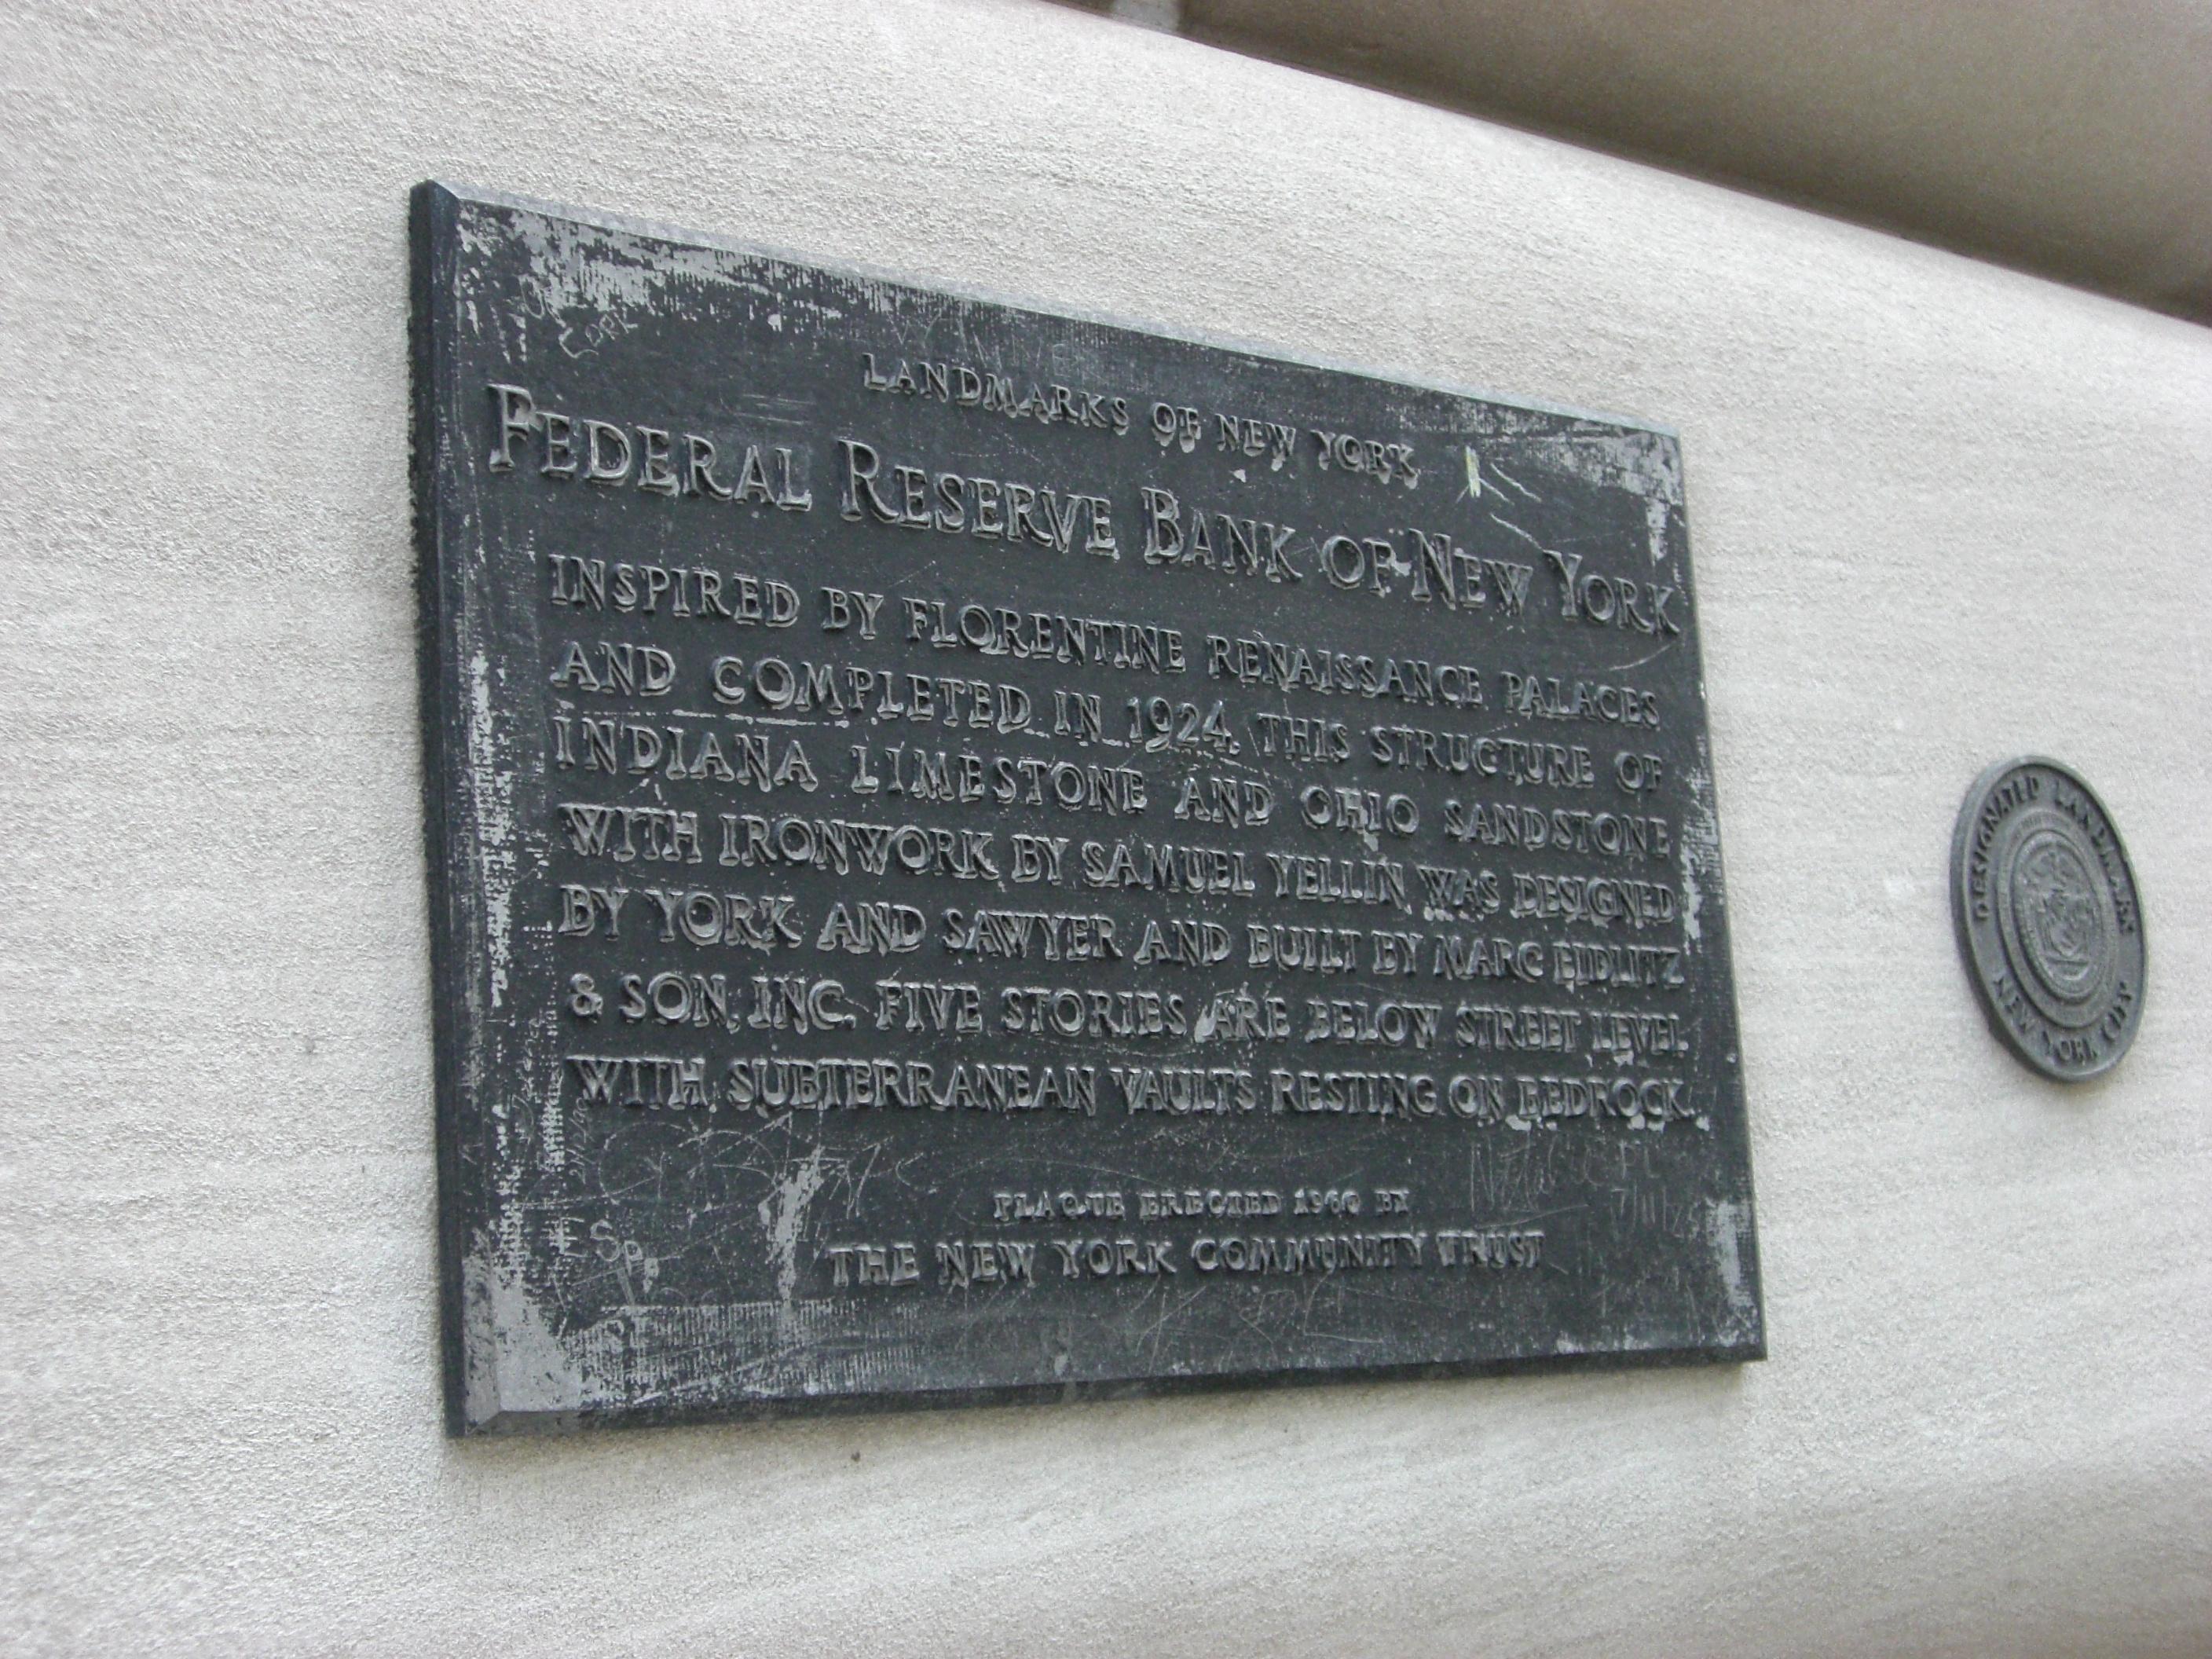 LANDMARKS OF NEW YORK
FEDERAL RESERVE BANK OF NEW YORK
INSPIRED BY FLORENTINE RENAISSANCE PALACES
AND COMPLETED IN 1924, THIS STRUCTURE OF
INDIANA LIMESTONE AND OHIO SANDSTONE
WITH IRONWORK BY SAMUEL YELLIN WAS DESIGNED
BY YORK AND SAWYER AND BUILT BY MARC EIDLITZ
& SON, INC. FIVE STORIES ARE BELOW STREET LEVEL
WITH SUBTERRANEAN VAULTS RESTING ON BEDROCK.
PLAQUE ERECTED 1960 BY
THE NEW YORK COMMUNITY TRUST
DESIGNATED LANDMARK
NEW YORK CITY